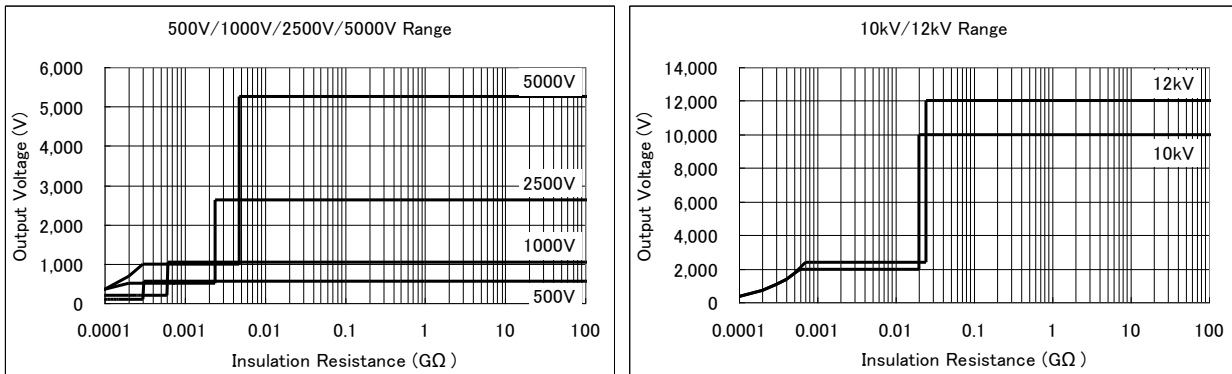 500V/1000V/2500V/5000V Range
Output Voltage (V)
6,000
5,000
4,000
3,000
2,000
1,000
0
5000V
2500V
1000V
500V
0.0001 0.001 0.01 0.1 1 10 100
Insulation Resistance (GΩ)
10kV/12kV Range
Output Voltage (V)
14,000
12,000
10,000
8,000
6,000
4,000
2,000
0
12kV
10kV
0.0001 0.001 0.01 0.1 1 10 100
Insulation Resistance (GΩ)